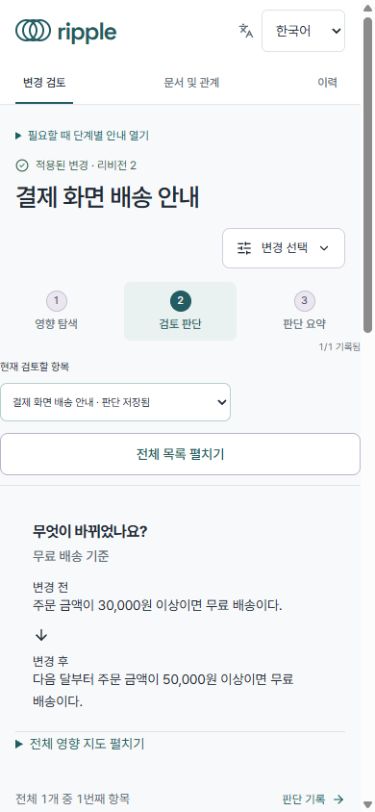 ripple
한국어
변경 검토
문서 및 관계
이력
필요할 때 단계별 안내 열기
적용된 변경 · 리비전 2
결제 화면 배송 안내
변경 선택
1
2
3
영향 탐색
검토 판단
판단 요약
1/1 기록됨
현재 검토할 항목
결제 화면 배송 안내 · 판단 저장됨
전체 목록 펼치기
무엇이 바뀌었나요?
무료 배송 기준
변경 전
주문 금액이 30,000원 이상이면 무료 배송이다.
변경 후
다음 달부터 주문 금액이 50,000원 이상이면 무료
배송이다.
전체 영향 지도 펼치기
전체 1개 중 1번째 항목
판단 기록